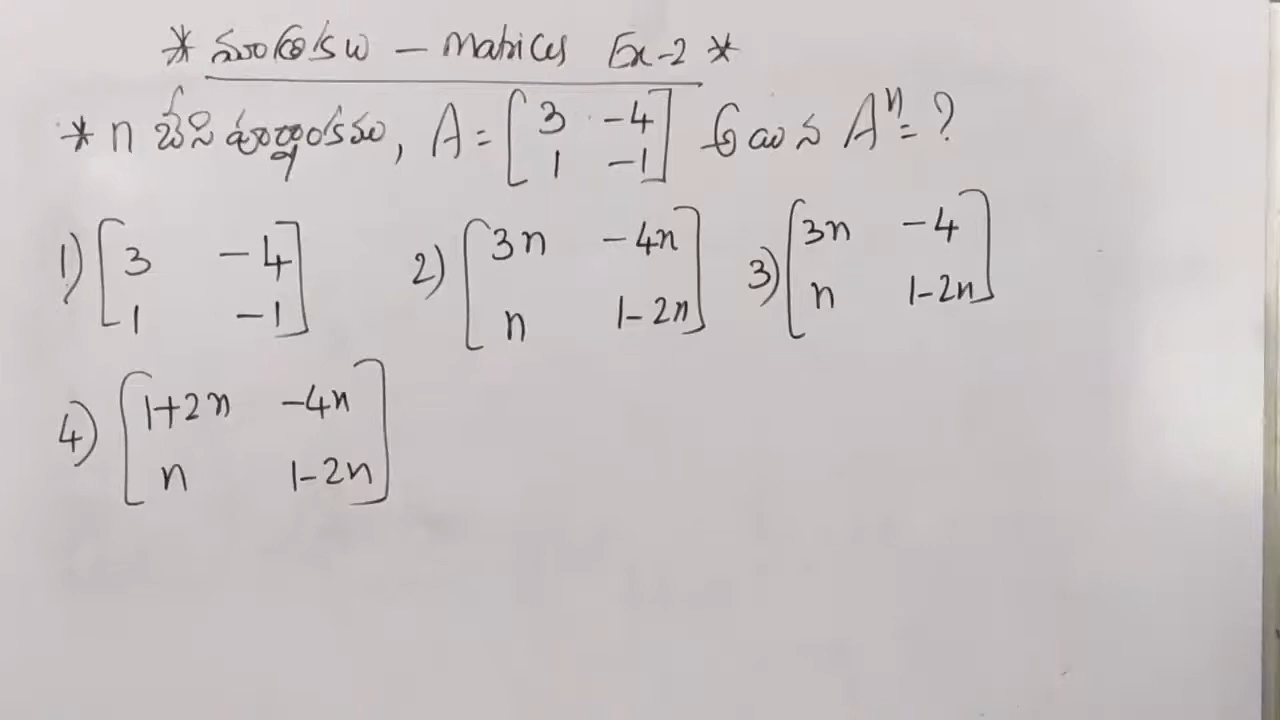 * మాత్రికలు - Matrices Ex-2 *
* n ఏదేని పూర్ణాంకము, A = [3 -4 1 -1] అయిన Aⁿ = ?
1) [3 -4 1 -1] 2) [3n -4n n 1-2n] 3) [3n -4 n 1-2n]
4) [1+2n -4n n 1-2n]